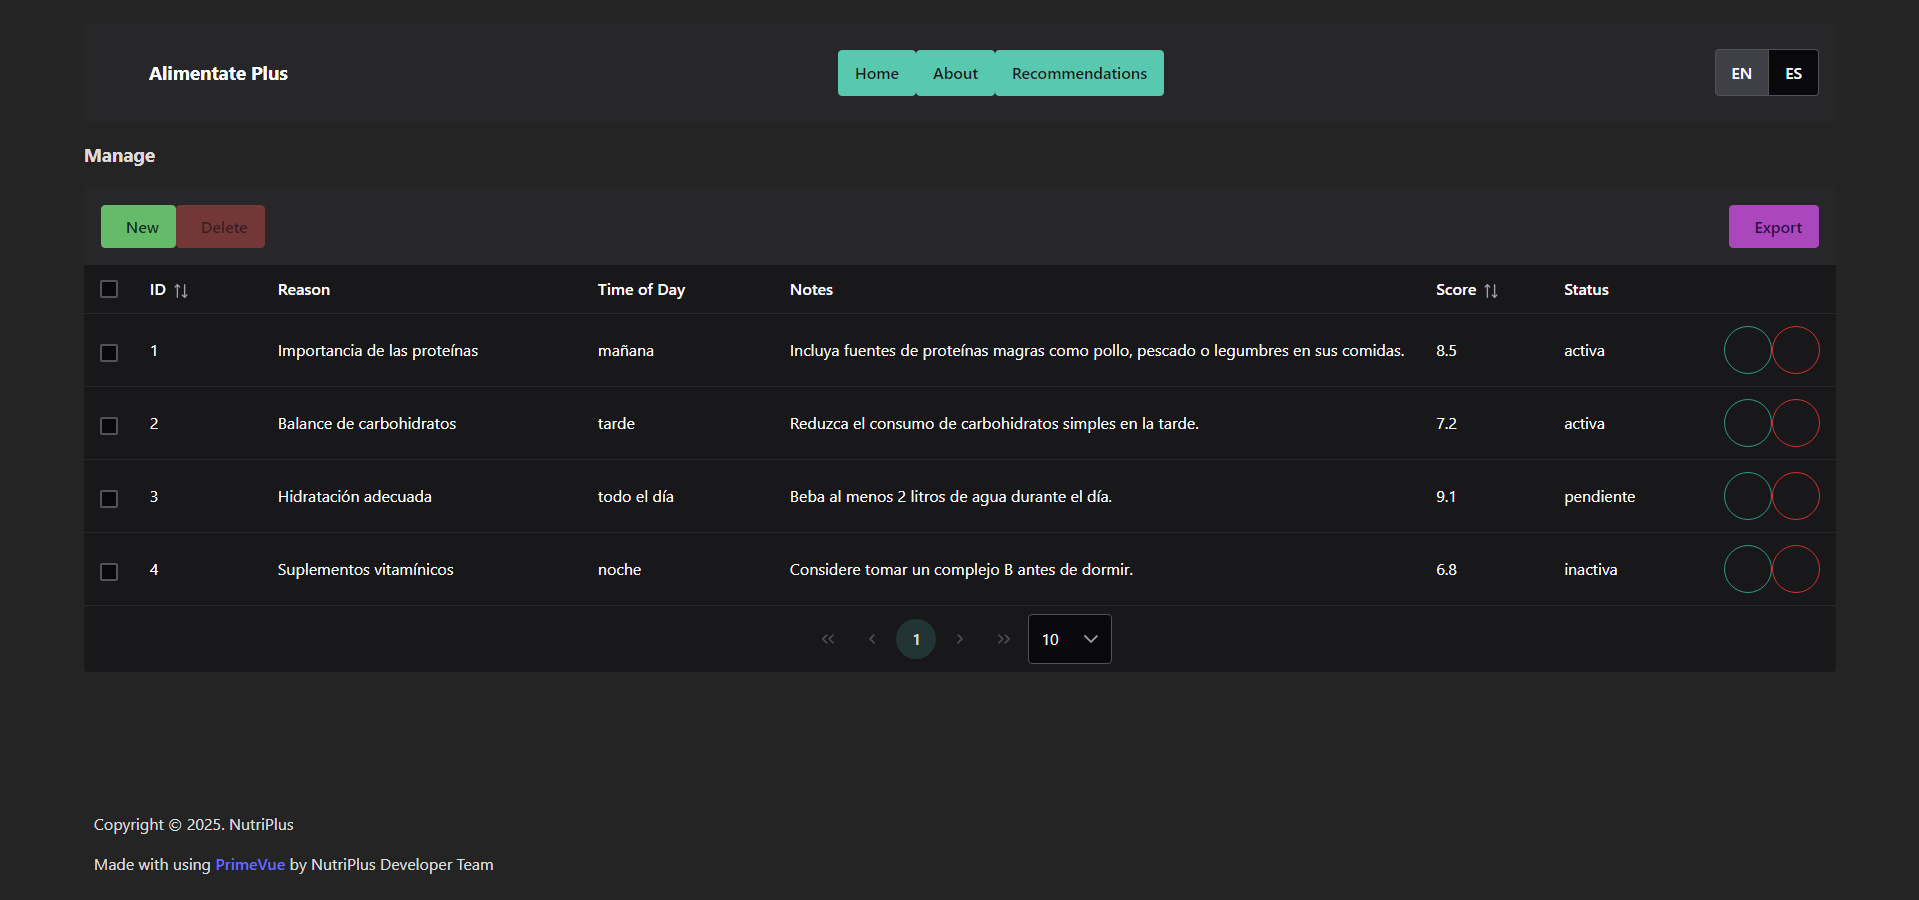 Alimentate Plus Home About Recommendations EN ES
Manage
New Delete Export
ID Reason Time of Day Notes Score Status
1 Importancia de las proteínas mañana Incluya fuentes de proteínas magras como pollo, pescado o legumbres en sus comidas. 8.5 activa
2 Balance de carbohidratos tarde Reduzca el consumo de carbohidratos simples en la tarde. 7.2 activa
3 Hidratación adecuada todo el día Beba al menos 2 litros de agua durante el día. 9.1 pendiente
4 Suplementos vitamínicos noche Considere tomar un complejo B antes de dormir. 6.8 inactiva
1 10
Copyright © 2025. NutriPlus
Made with using PrimeVue by NutriPlus Developer Team